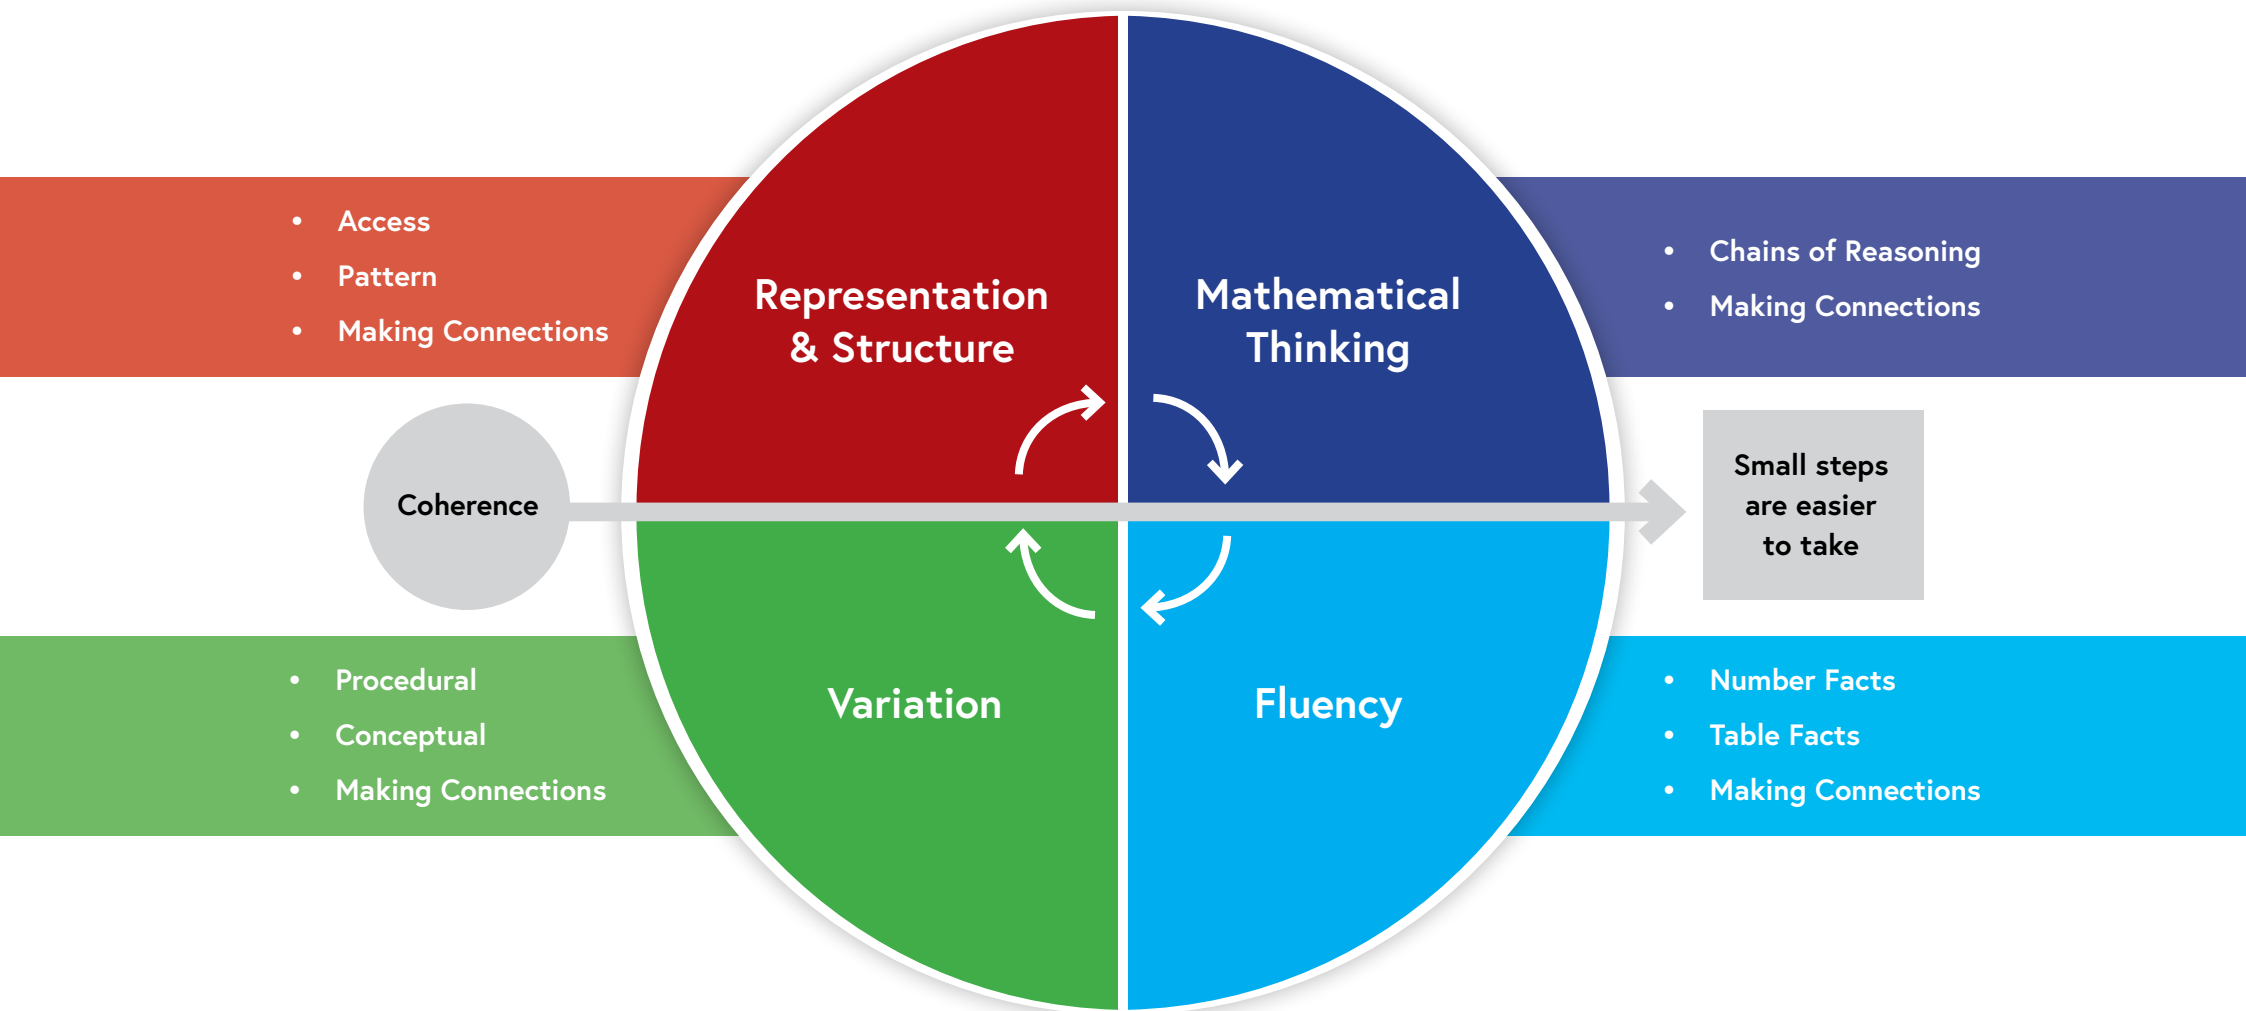 • Access
• Pattern
• Making Connections
Representation
& Structure
Mathematical
Thinking
• Chains of Reasoning
• Making Connections
Coherence
Small steps
are easier
to take
• Procedural
• Conceptual
• Making Connections
Variation
Fluency
• Number Facts
• Table Facts
• Making Connections